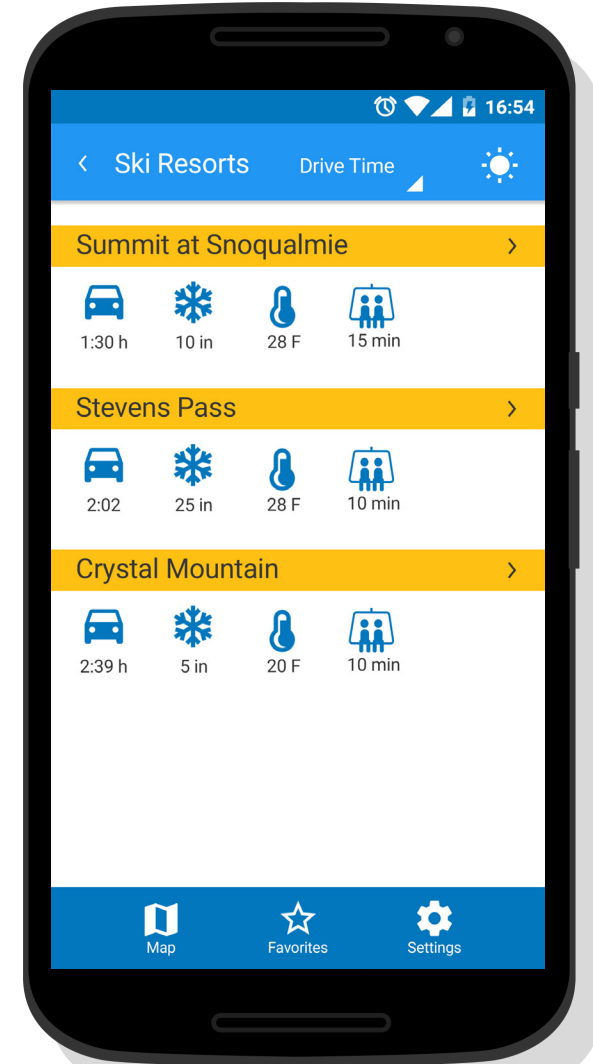 16:54
Ski Resorts Drive Time
Summit at Snoqualmie
1:30 h 10 in 28 F 15 min
Stevens Pass
2:02 25 in 28 F 10 min
Crystal Mountain
2:39 h 5 in 20 F 10 min
Map Favorites Settings